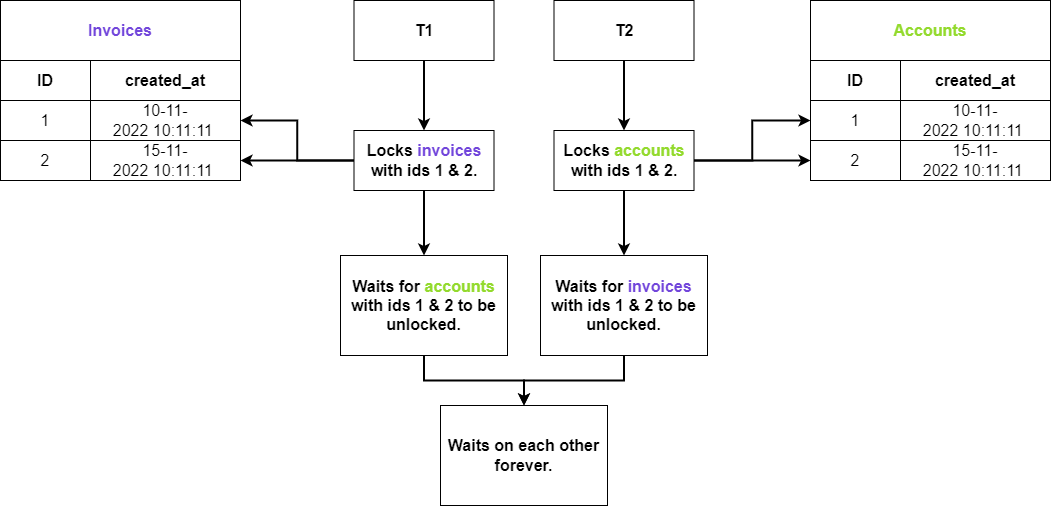 Invoices
ID created_at
1 10-11-
2022 10:11:11
2 15-11-
2022 10:11:11
T1
Locks invoices
with ids 1 & 2.
Waits for accounts
with ids 1 & 2 to be
unlocked.
T2
Locks accounts
with ids 1 & 2.
Waits for invoices
with ids 1 & 2 to be
unlocked.
Accounts
ID created_at
1 10-11-
2022 10:11:11
2 15-11-
2022 10:11:11
Waits on each other
forever.